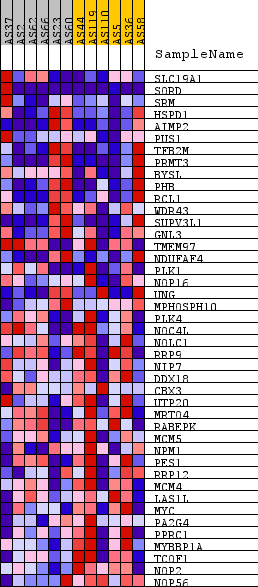 AS37
AS2
AS62
AS66
AS23
AS60
AS44
AS119
AS110
AS5
AS36
AS58
SampleName
SLC19A1
SORD
SRM
HSPD1
AIMP2
PUS1
TFB2M
PRMT3
BYSL
PHB
RCL1
WDR43
SUPV3L1
GNL3
TMEM97
NDUFAF4
PLK1
NOP16
UNG
MPHOSPH10
PLK4
NOC4L
NOLC1
RRP9
NIP7
DDX18
CBX3
UTP20
MRTO4
RABEPK
MCM5
NPM1
PES1
RRP12
MCM4
LAS1L
MYC
PA2G4
PPRC1
MYBBP1A
TCOF1
NOP2
NOP56